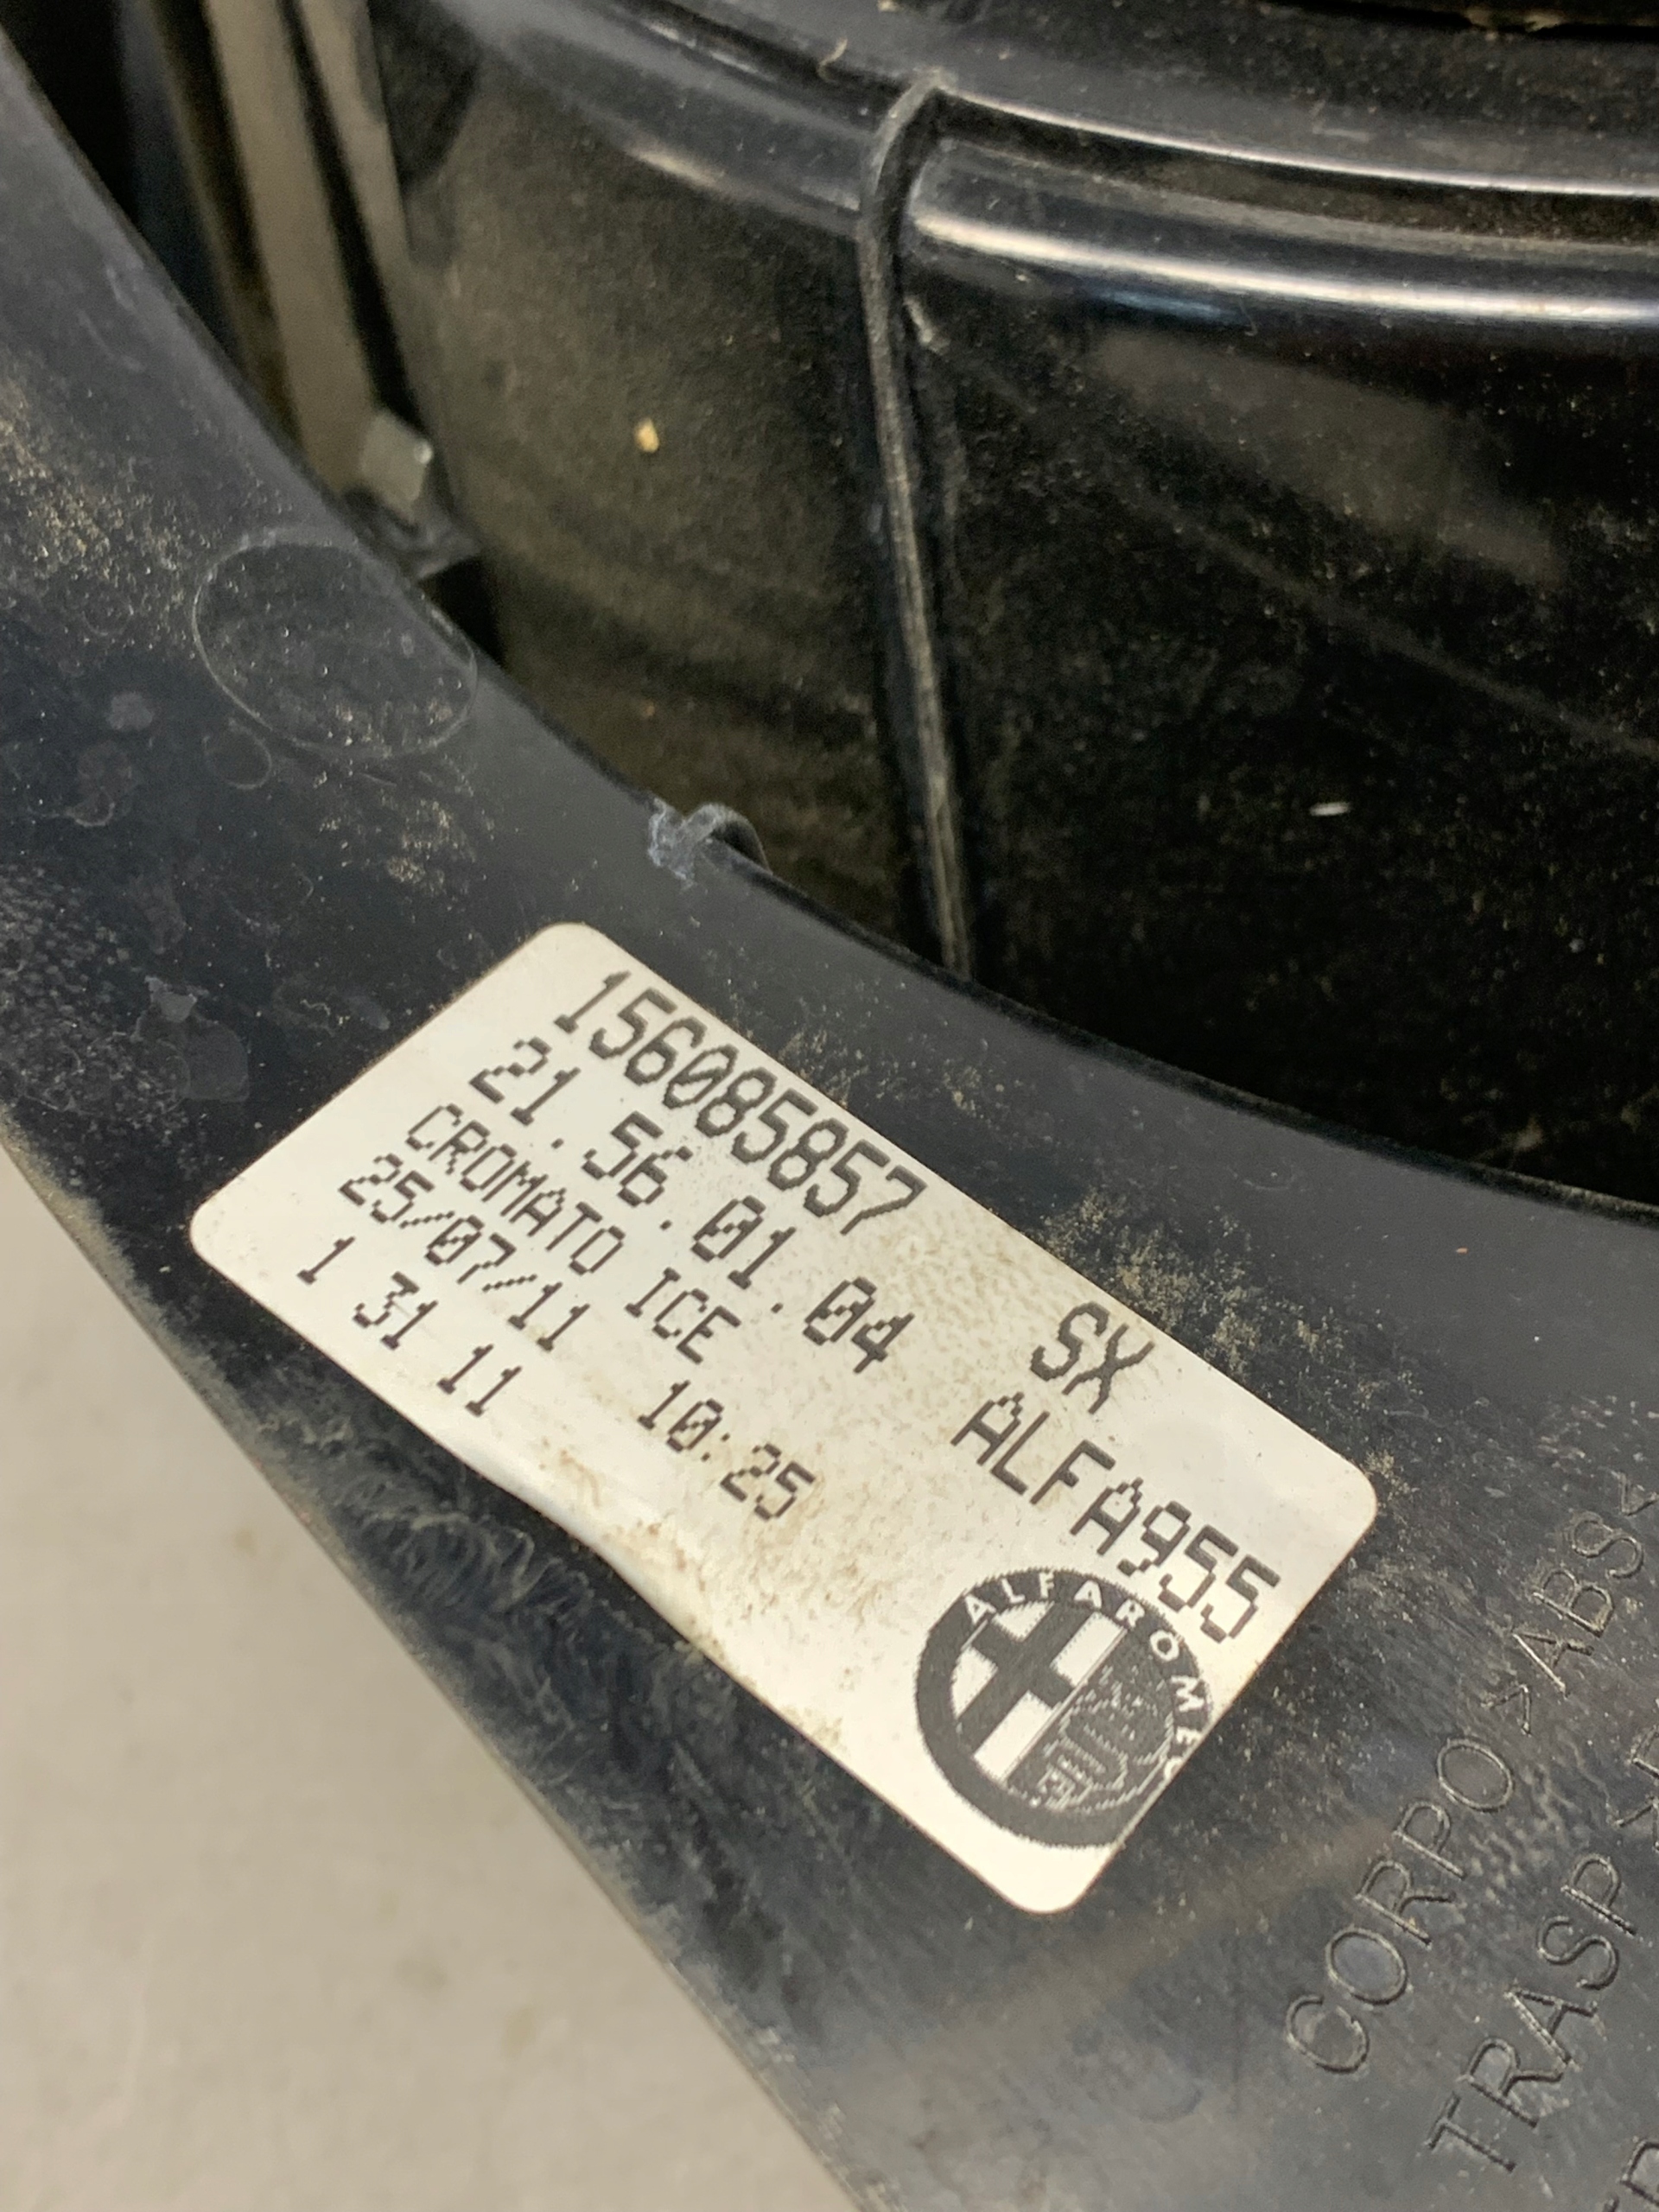 156085857 SX
21.56.01.04 ALFA955
CROMATO ICE
25/07/11 10:25
1 31 11
ALFA ROMEO
CORPO >ABS<
TRASP